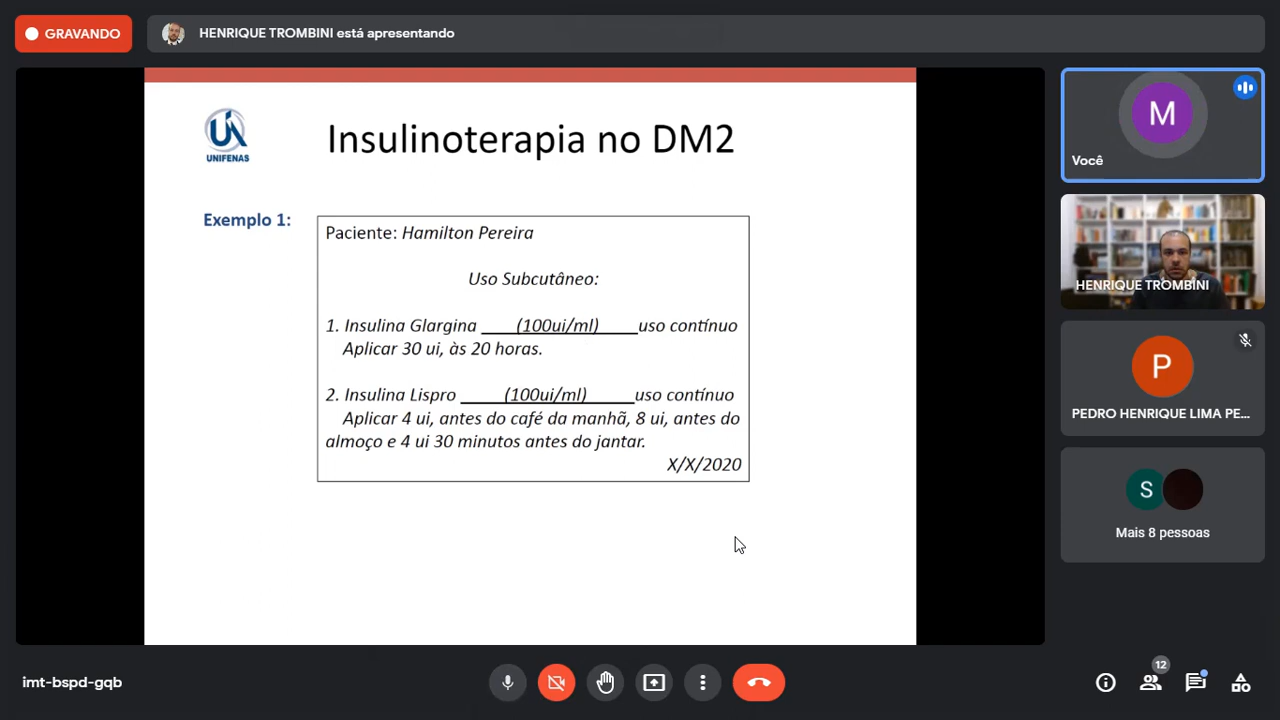 GRAVANDO
HENRIQUE TROMBINI está apresentando
UNIFENAS
Insulinoterapia no DM2
Exemplo 1:
Paciente: Hamilton Pereira
Uso Subcutâneo:
1. Insulina Glargina ____(100ui/ml)____uso contínuo
Aplicar 30 ui, às 20 horas.
2. Insulina Lispro _____(100ui/ml)_____uso contínuo
Aplicar 4 ui, antes do café da manhã, 8 ui, antes do
almoço e 4 ui 30 minutos antes do jantar.
X/X/2020
M
Você
HENRIQUE TROMBINI
P
PEDRO HENRIQUE LIMA PE...
S
Mais 8 pessoas
imt-bspd-gqb
12